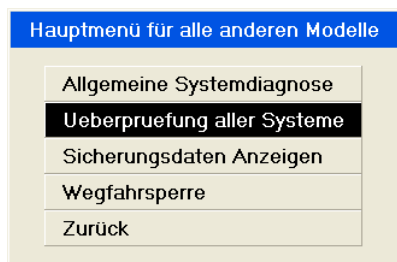 Hauptmenü für alle anderen Modelle
Allgemeine Systemdiagnose
Ueberpruefung aller Systeme
Sicherungsdaten Anzeigen
Wegfahrsperre
Zurück